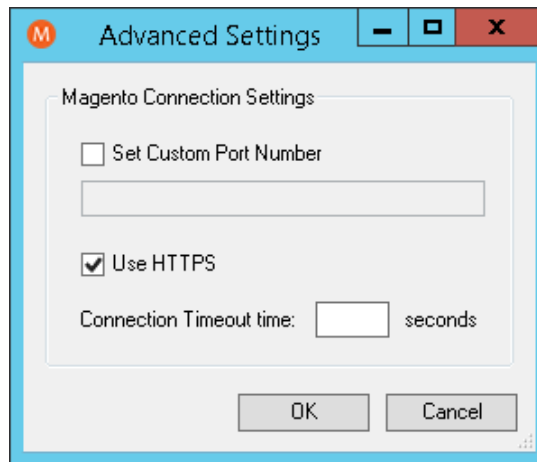 M Advanced Settings
Magento Connection Settings
Set Custom Port Number
Use HTTPS
Connection Timeout time: seconds
OK Cancel